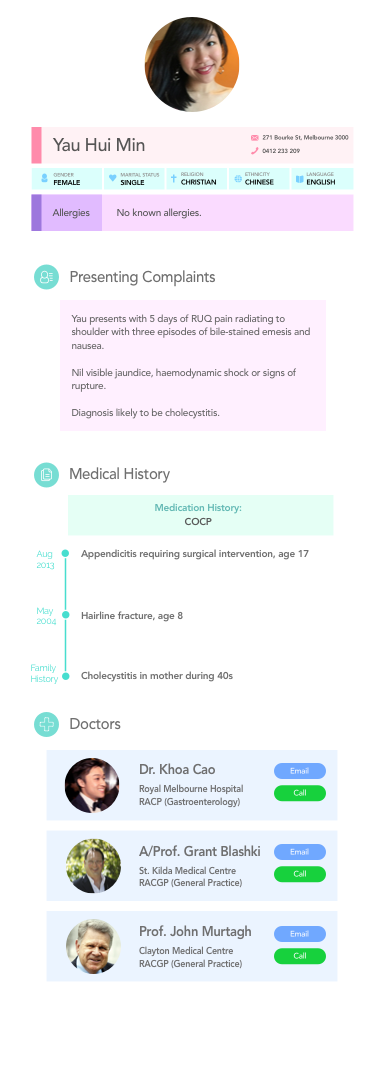 Yau Hui Min
271 Bourke St, Melbourne 3000
0412 233 209
GENDER
FEMALE
MARITAL STATUS
SINGLE
RELIGION
CHRISTIAN
ETHNICITY
CHINESE
LANGUAGE
ENGLISH
Allergies
No known allergies.
Presenting Complaints
Yau presents with 5 days of RUQ pain radiating to
shoulder with three episodes of bile-stained emesis and
nausea.
Nil visible jaundice, haemodynamic shock or signs of
rupture.
Diagnosis likely to be cholecystitis.
Medical History
Medication History:
COCP
Aug
2013
Appendicitis requiring surgical intervention, age 17
May
2004
Hairline fracture, age 8
Family
History
Cholecystitis in mother during 40s
Doctors
Dr. Khoa Cao
Royal Melbourne Hospital
RACP (Gastroenterology)
Email
Call
A/Prof. Grant Blashki
St. Kilda Medical Centre
RACGP (General Practice)
Email
Call
Prof. John Murtagh
Clayton Medical Centre
RACGP (General Practice)
Email
Call